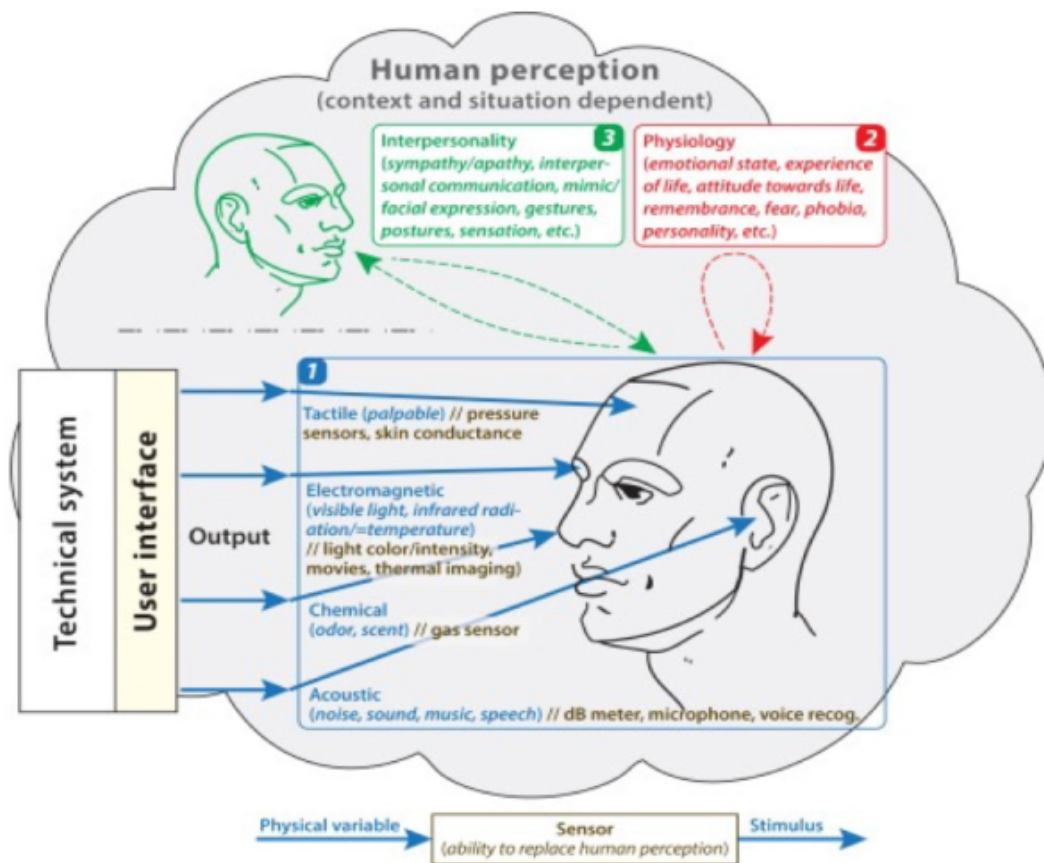 Human perception
(context and situation dependent)
Interpersonality
3
(sympathy/apathy, interper-
sonal communication, mimic/
facial expression, gestures,
postures, sensation, etc.)
Physiology
2
(emotional state, experience
of life, attitude towards life,
remembrance, fear, phobia,
personality, etc.)
1
Technical system
User interface
Output
Tactile (palpable) // pressure
sensors, skin conductance
Electromagnetic
(visible light, infrared radi-
ation/=temperature)
// light color/intensity,
movies, thermal imaging)
Chemical
(odor, scent) // gas sensor
Acoustic
(noise, sound, music, speech) // dB meter, microphone, voice recog.
Physical variable
Sensor
(ability to replace human perception)
Stimulus